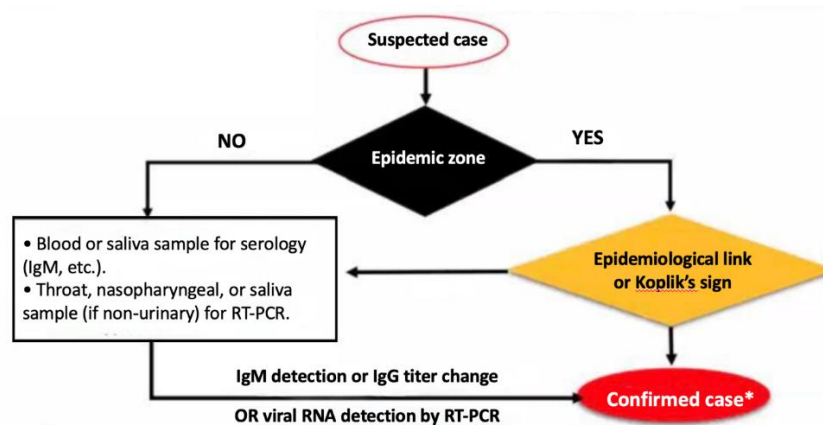 Suspected case
NO
YES
Epidemic zone
• Blood or saliva sample for serology
(IgM, etc.).
• Throat, nasopharyngeal, or saliva
sample (if non-urinary) for RT-PCR.
Epidemiological link
or Koplik's sign
IgM detection or IgG titer change
OR viral RNA detection by RT-PCR
Confirmed case*